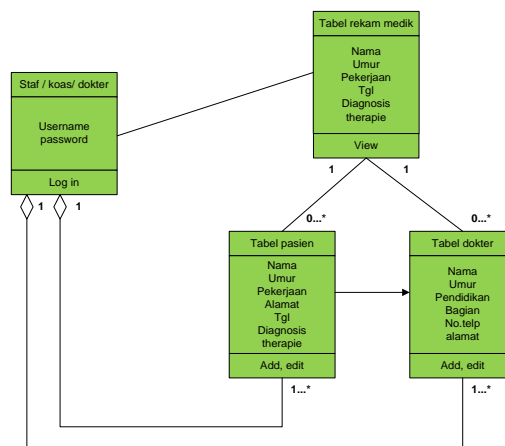 Tabel rekam medik
Nama
Umur
Pekerjaan
Tgl
Diagnosis
therapie
View
Staf / koas/ dokter
Username
password
Log in
1
1
1
1
0...*
0...*
Tabel pasien
Nama
Umur
Pekerjaan
Alamat
Tgl
Diagnosis
therapie
Add, edit
1...*
Tabel dokter
Nama
Umur
Pendidikan
Bagian
No.telp
alamat
Add, edit
1...*